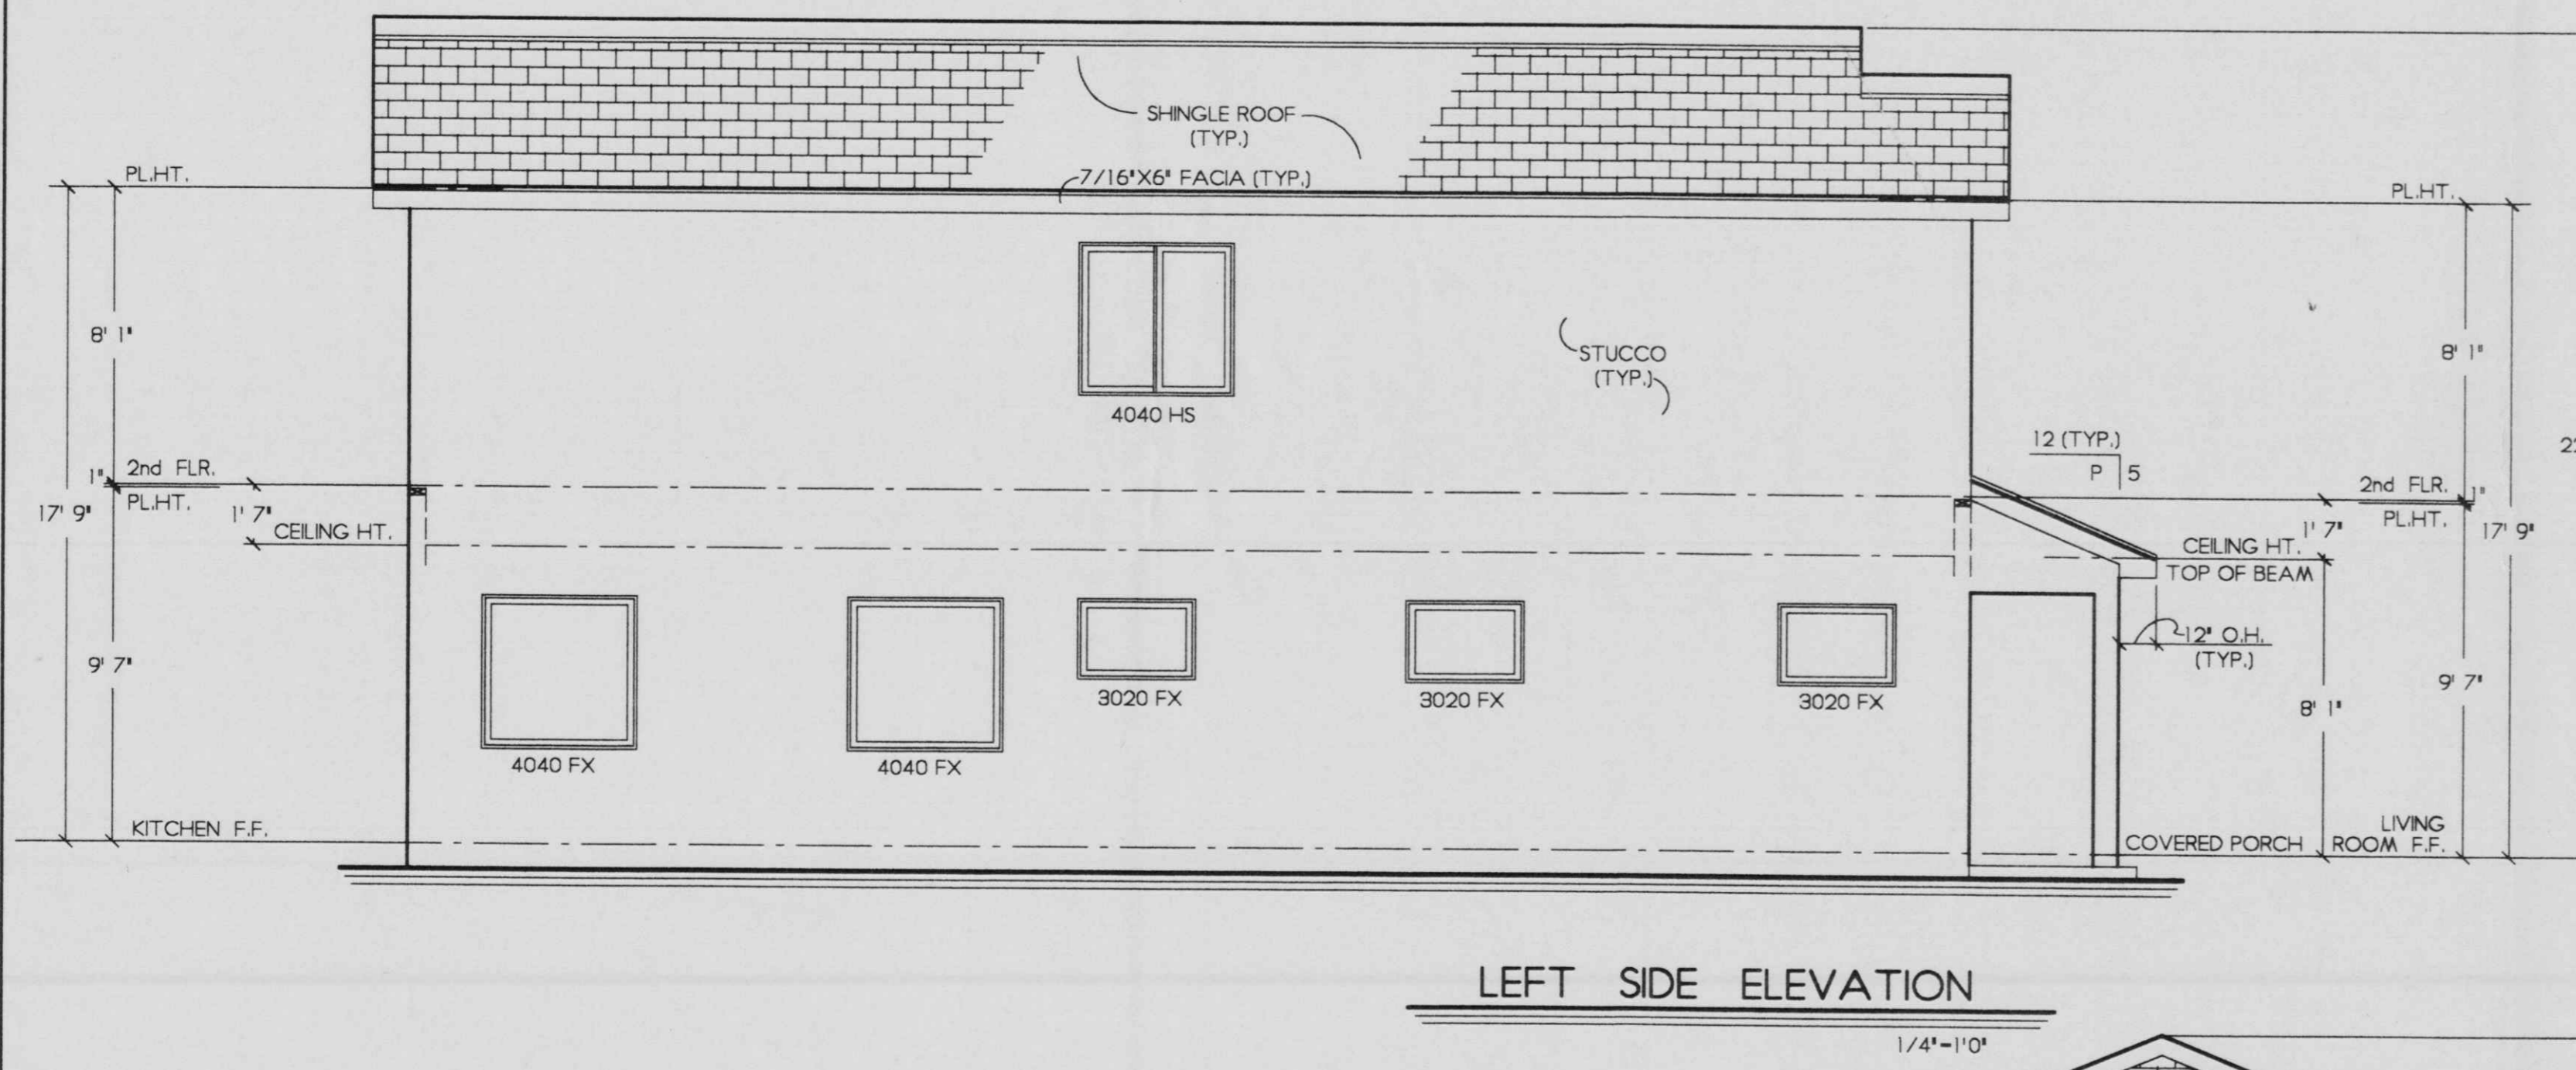 SHINGLE ROOF
(TYP.)
7/16"X6" FACIA (TYP.)
PL.HT.
PL.HT.
8' 1"
8' 1"
STUCCO
(TYP.)
4040 HS
12 (TYP.)
P 5
1" 2nd FLR.
PL.HT.
17' 9"
1' 7"
CEILING HT.
2nd FLR. 1"
PL.HT.
1' 7"
17' 9"
CEILING HT.
TOP OF BEAM
12" O.H.
(TYP.)
9' 7"
9' 7"
8' 1"
3020 FX
3020 FX
3020 FX
4040 FX
4040 FX
KITCHEN F.F.
COVERED PORCH
LIVING
ROOM F.F.
LEFT SIDE ELEVATION
1/4"-1'0"